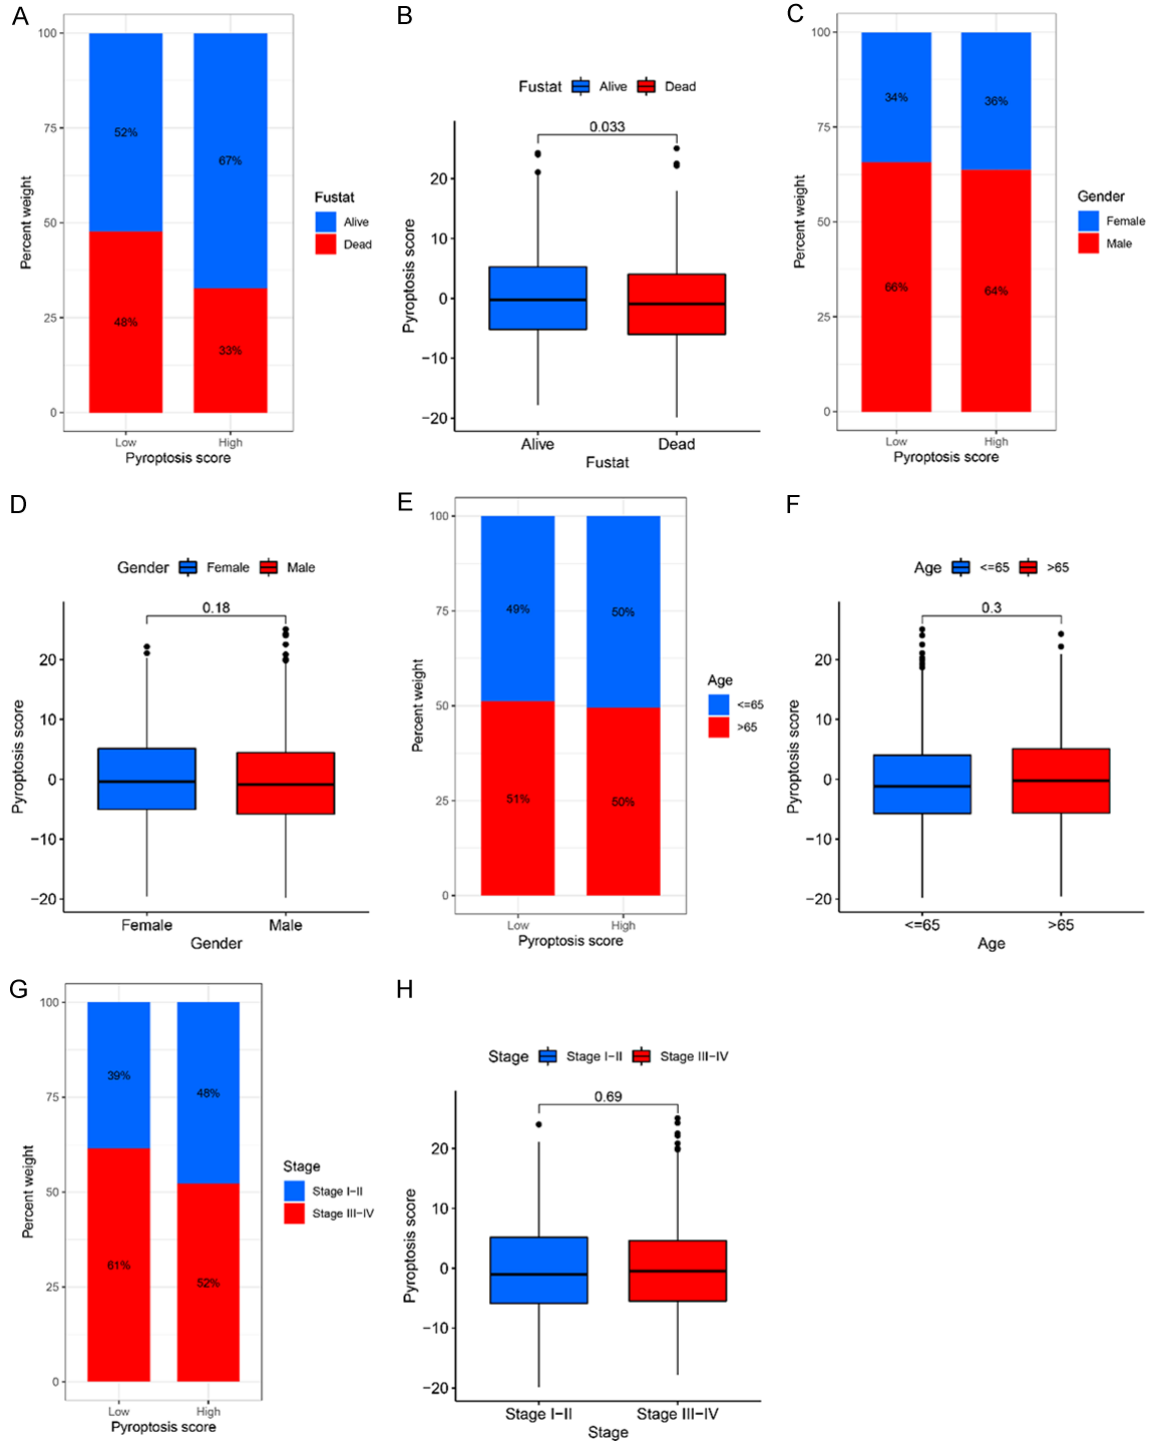 A
100
75
50
25
0
Percent weight
52%
67%
48%
33%
Low
High
Pyroptosis score
Fustat
Alive
Dead
B
Fustat
Alive
Dead
0.033
20
10
0
−10
−20
Pyroptosis score
Alive
Dead
Fustat
C
100
75
50
25
0
Percent weight
34%
36%
66%
64%
Low
High
Pyroptosis score
Gender
Female
Male
D
Gender
Female
Male
0.18
20
10
0
−10
−20
Pyroptosis score
Female
Male
Gender
E
100
75
50
25
0
Percent weight
49%
50%
51%
50%
Low
High
Pyroptosis score
Age
<=65
>65
F
Age
<=65
>65
0.3
20
10
0
−10
−20
Pyroptosis score
<=65
>65
Age
G
100
75
50
25
0
Percent weight
39%
48%
61%
52%
Low
High
Pyroptosis score
Stage
Stage I−II
Stage III−IV
H
Stage
Stage I−II
Stage III−IV
0.69
20
10
0
−10
−20
Pyroptosis score
Stage I−II
Stage III−IV
Stage